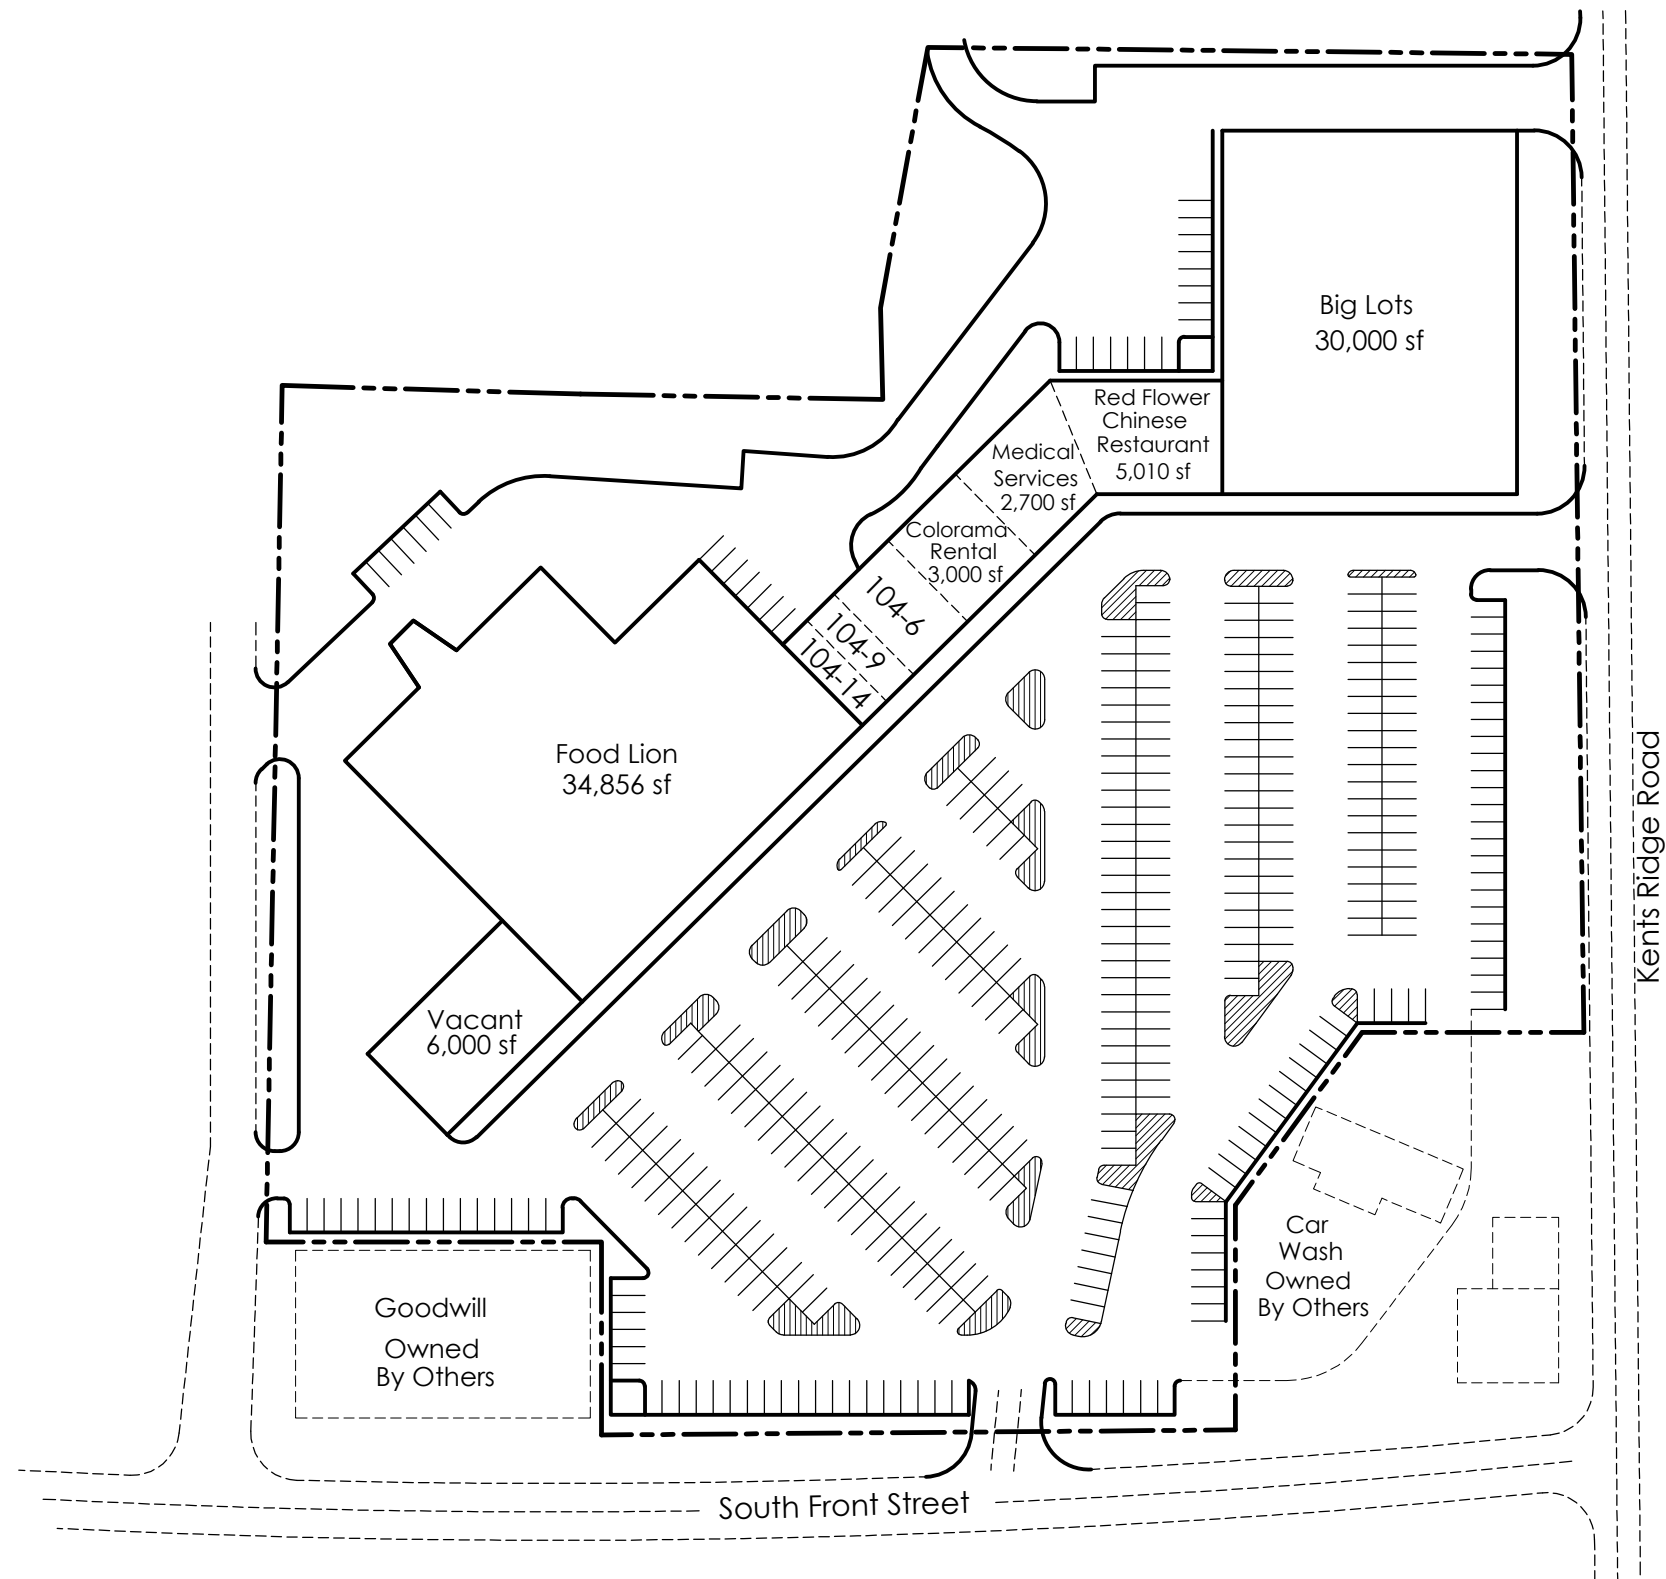 Big Lots
30,000 sf
Red Flower
Chinese
Restaurant
5,010 sf
Medical
Services
2,700 sf
Colorama
Rental
3,000 sf
104-6
104-9
104-14
Food Lion
34,856 sf
Vacant
6,000 sf
Kents Ridge Road
Car
Wash
Owned
By Others
Goodwill
Owned
By Others
South Front Street